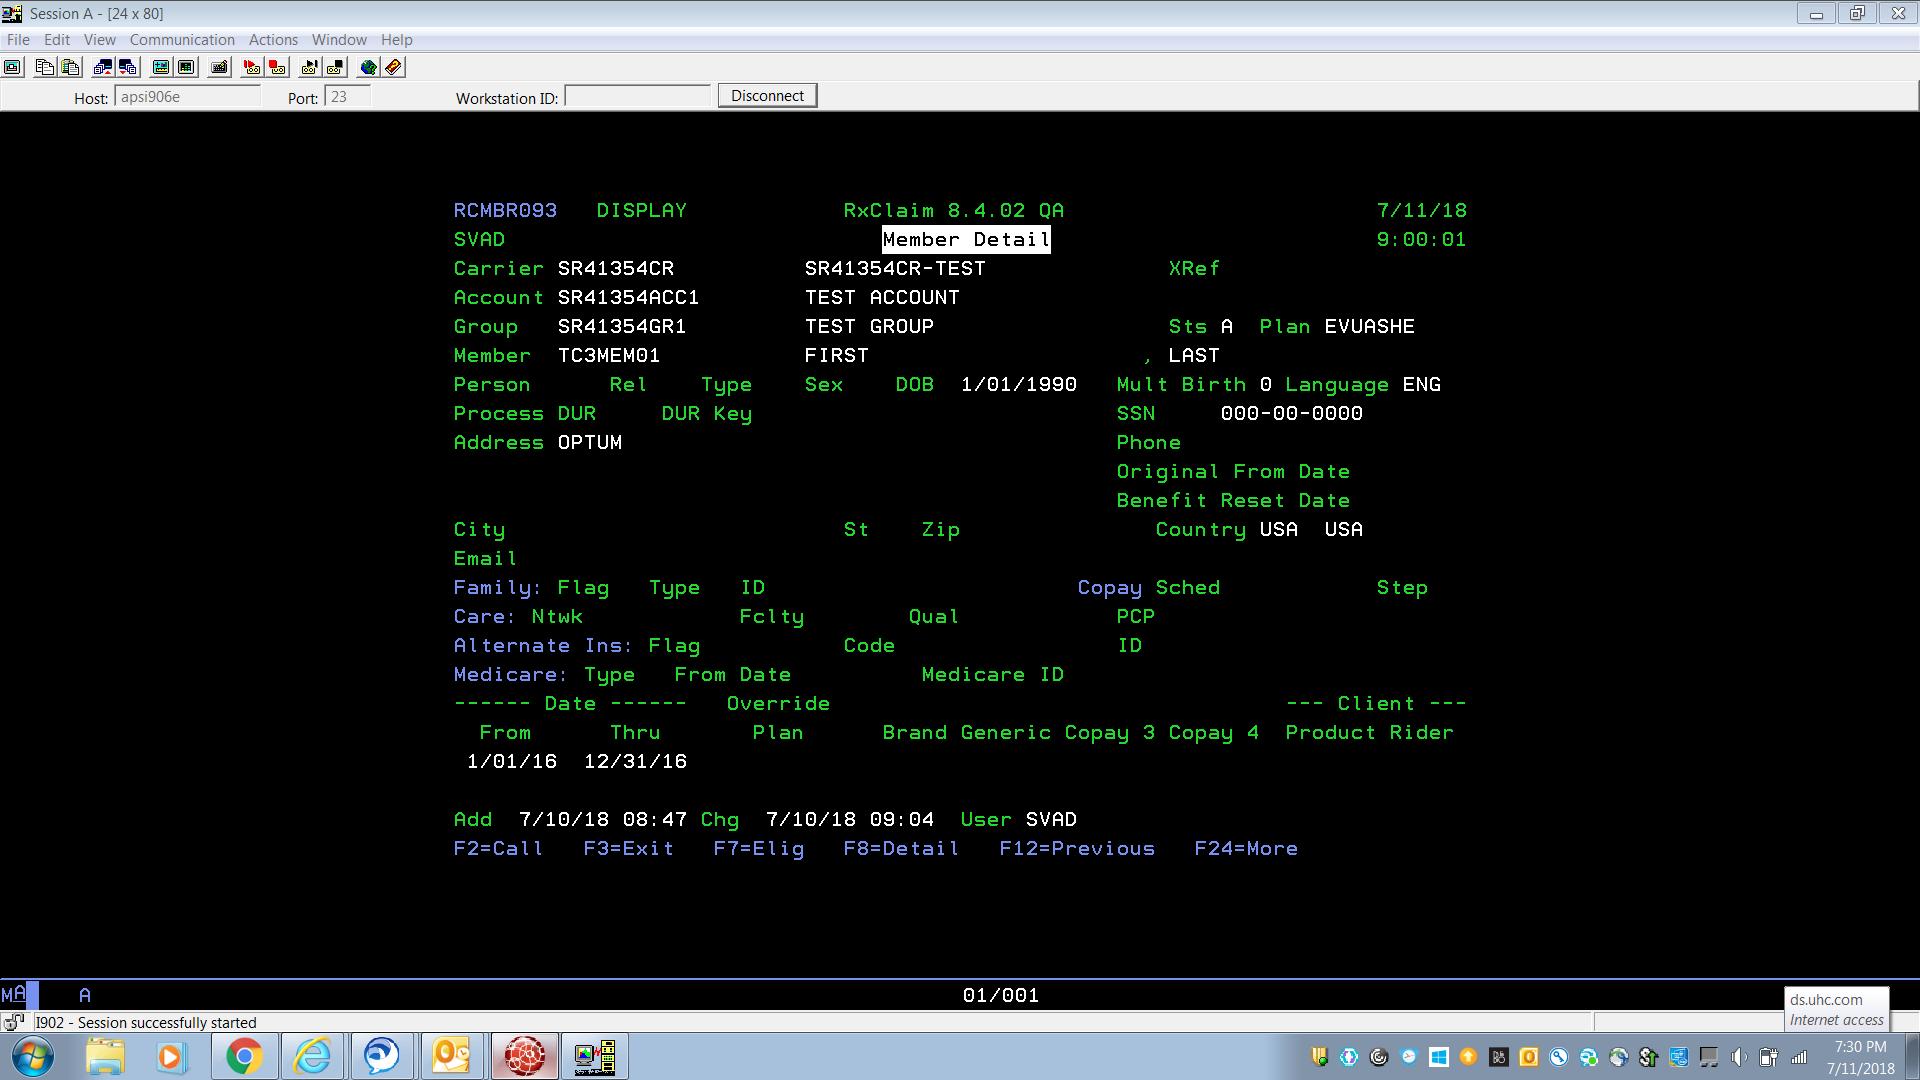 Session A - [24 x 80]
File Edit View Communication Actions Window Help
Host: apsi906e Port: 23 Workstation ID: Disconnect
RCMBR093 DISPLAY RxClaim 8.4.02 QA 7/11/18
SVAD Member Detail 9:00:01
Carrier SR41354CR SR41354CR-TEST XRef
Account SR41354ACC1 TEST ACCOUNT
Group SR41354GR1 TEST GROUP Sts A Plan EVUASHE
Member TC3MEM01 FIRST , LAST
Person Rel Type Sex DOB 1/01/1990 Mult Birth 0 Language ENG
Process DUR DUR Key SSN 000-00-0000
Address OPTUM Phone
Original From Date
Benefit Reset Date
City St Zip Country USA USA
Email
Family: Flag Type ID Copay Sched Step
Care: Ntwk Fclty Qual PCP
Alternate Ins: Flag Code ID
Medicare: Type From Date Medicare ID
------ Date ------ Override --- Client ---
From Thru Plan Brand Generic Copay 3 Copay 4 Product Rider
1/01/16 12/31/16
Add 7/10/18 08:47 Chg 7/10/18 09:04 User SVAD
F2=Call F3=Exit F7=Elig F8=Detail F12=Previous F24=More
MA A 01/001
I902 - Session successfully started
ds.uhc.com
Internet access
7:30 PM
7/11/2018